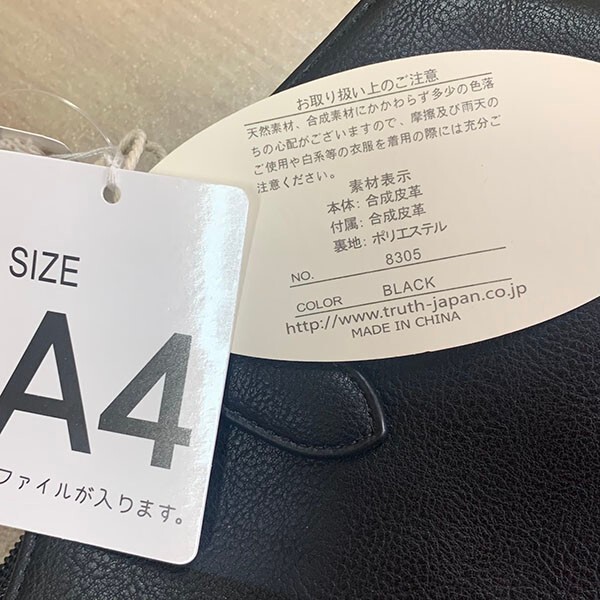 お取り扱い上のご注意
天然素材、合成素材にかかわらず多少の色落
ちの心配がございますので、摩擦及び雨天の
ご使用や白系等の衣服を着用の際には充分ご
注意ください。
素材表示
本体: 合成皮革
付属: 合成皮革
裏地: ポリエステル
NO. 8305
COLOR BLACK
http://www.truth-japan.co.jp
MADE IN CHINA
SIZE
A4
ファイルが入ります。